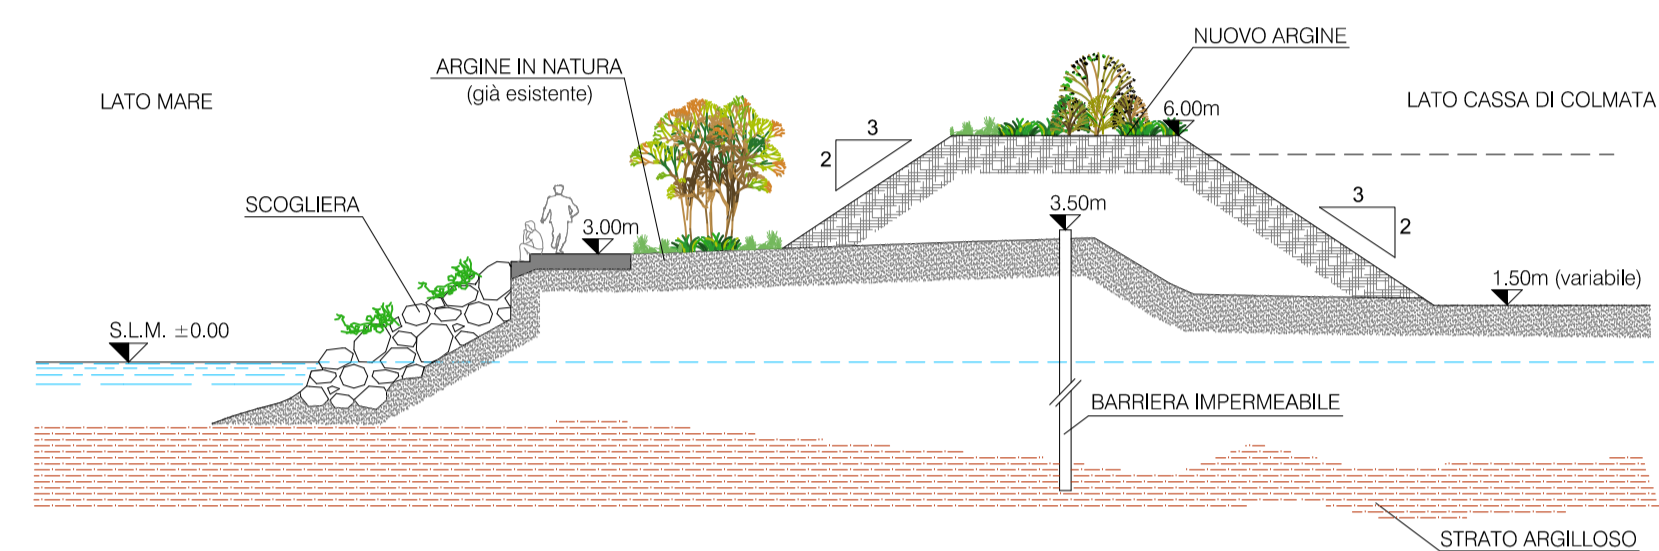 NUOVO ARGINE
ARGINE IN NATURA
(già esistente)
LATO MARE
LATO CASSA DI COLMATA
6.00m
3
2
SCOGLIERA
3.50m
3
2
3.00m
1.50m (variabile)
S.L.M. ±0.00
BARRIERA IMPERMEABILE
STRATO ARGILLOSO